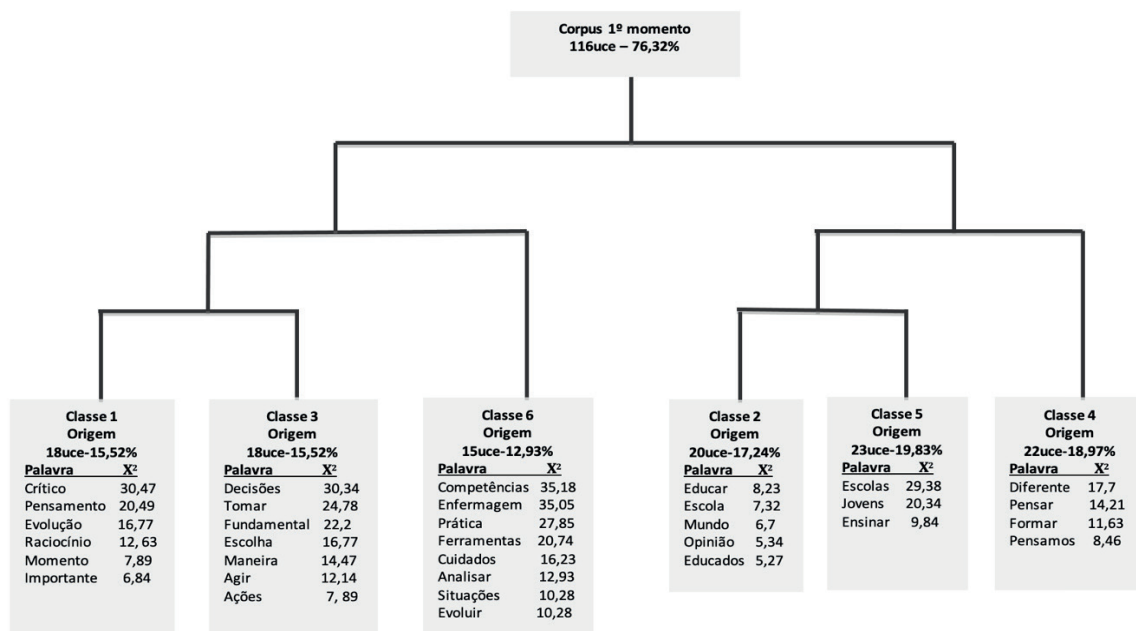 Corpus 1º momento
116uce – 76,32%
Classe 1
Origem
18uce-15,52%
Palavra X²
Crítico 30,47
Pensamento 20,49
Evolução 16,77
Raciocínio 12, 63
Momento 7,89
Importante 6,84
Classe 3
Origem
18uce-15,52%
Palavra X²
Decisões 30,34
Tomar 24,78
Fundamental 22,2
Escolha 16,77
Maneira 14,47
Agir 12,14
Ações 7, 89
Classe 6
Origem
15uce-12,93%
Palavra X²
Competências 35,18
Enfermagem 35,05
Prática 27,85
Ferramentas 20,74
Cuidados 16,23
Analisar 12,93
Situações 10,28
Evoluir 10,28
Classe 2
Origem
20uce-17,24%
Palavra X²
Educar 8,23
Escola 7,32
Mundo 6,7
Opinião 5,34
Educados 5,27
Classe 5
Origem
23uce-19,83%
Palavra X²
Escolas 29,38
Jovens 20,34
Ensinar 9,84
Classe 4
Origem
22uce-18,97%
Palavra X²
Diferente 17,7
Pensar 14,21
Formar 11,63
Pensamos 8,46